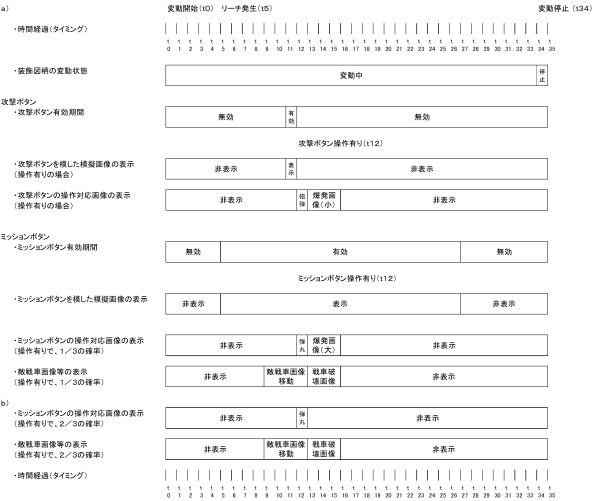 a）
変動開始（t0） リーチ発生（t5） 変動停止（t34）
・時間経過（タイミング）
t t t t t t t t t t t t t t t t t t t t t t t t t t t t t t t t t t t t
0 1 2 3 4 5 6 7 8 9 10 11 12 13 14 15 16 17 18 19 20 21 22 23 24 25 26 27 28 29 30 31 32 33 34 35
・装飾図柄の変動状態 変動中 停止
攻撃ボタン
・攻撃ボタン有効期間 無効 有効 無効
攻撃ボタン操作有り（t12）
・攻撃ボタンを模した模擬画像の表示
（操作有りの場合） 非表示 表示 非表示
・攻撃ボタンの操作対応画像の表示
（操作有りの場合） 非表示 砲弾 爆発画像（小） 非表示
ミッションボタン
・ミッションボタン有効期間 無効 有効 無効
ミッションボタン操作有り（t12）
・ミッションボタンを模した模擬画像の表示 非表示 表示 非表示
・ミッションボタンの操作対応画像の表示
（操作有りで、1／3の確率） 非表示 弾丸 爆発画像（大） 非表示
・敵戦車画像等の表示
（操作有りで、1／3の確率） 非表示 敵戦車画像移動 戦車破壊画像 非表示
b）
・ミッションボタンの操作対応画像の表示
（操作有りで、2／3の確率） 非表示 弾丸 非表示
・敵戦車画像等の表示
（操作有りで、2／3の確率） 非表示 敵戦車画像移動 戦車破壊画像 非表示
・時間経過（タイミング）
t t t t t t t t t t t t t t t t t t t t t t t t t t t t t t t t t t t t
0 1 2 3 4 5 6 7 8 9 10 11 12 13 14 15 16 17 18 19 20 21 22 23 24 25 26 27 28 29 30 31 32 33 34 35